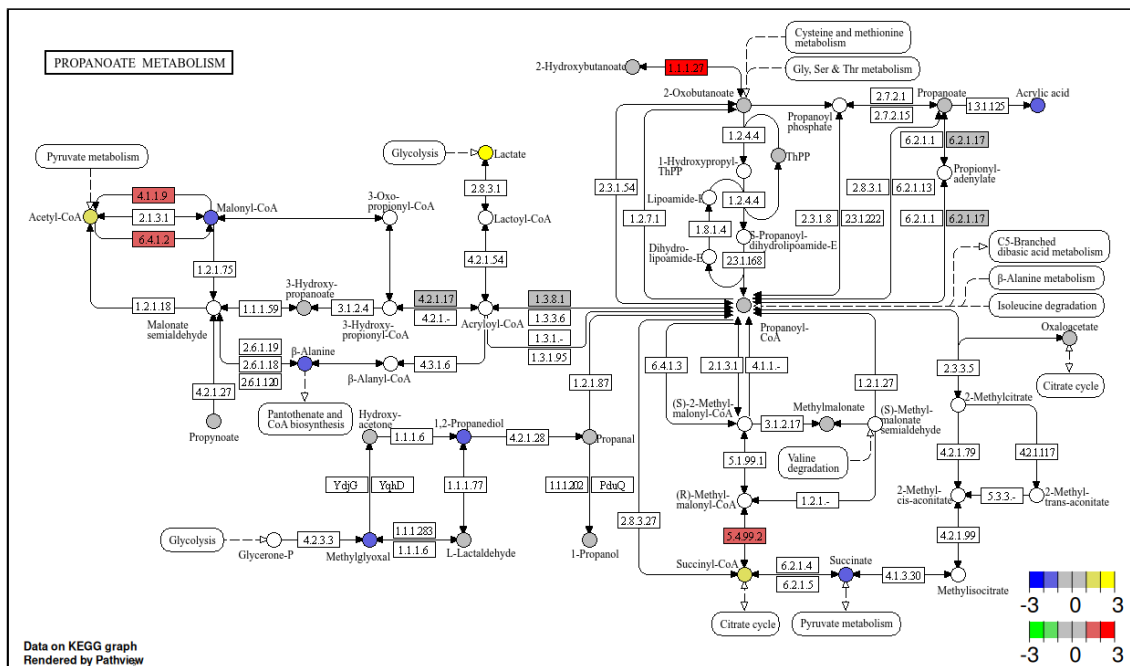 PROPANOATE METABOLISM
Cysteine and methionine
metabolism
2-Hydroxybutanoate
1.1.1.27
Gly, Ser & Thr metabolism
2-Oxobutanoate
Propanoyl
phosphate
2.7.2.1
2.7.2.15
Propanoate
1.3.1.125
Acrylic acid
Pyruvate metabolism
Glycolysis
Lactate
1.2.4.4
ThPP
6.2.1.1
6.2.1.17
1-Hydroxypropyl-
ThPP
Propionyl-
adenylate
4.1.1.9
Acetyl-CoA
2.1.3.1
Malonyl-CoA
6.4.1.2
3-Oxo-
propionyl-CoA
2.8.3.1
Lactoyl-CoA
2.3.1.54
1.2.7.1
Lipoamide-E
1.2.4.4
1.8.1.4
S-Propanoyl-
dihydrolipoamide-E
Dihydro-
lipoamide-E
2.3.1.168
2.3.1.8
2.3.1.222
2.8.3.1
6.2.1.13
6.2.1.1
6.2.1.17
C5-Branched
dibasic acid metabolism
β-Alanine metabolism
Isoleucine degradation
1.2.1.75
4.2.1.54
1.2.1.18
Malonate
semialdehyde
1.1.1.59
3-Hydroxy-
propanoate
3.1.2.4
3-Hydroxy-
propionyl-CoA
4.2.1.17
4.2.1.-
Acryloyl-CoA
1.3.8.1
1.3.3.6
1.3.1.-
1.3.1.95
Propanoyl-
CoA
Oxaloacetate
2.6.1.19
2.6.1.18
2.6.1.120
β-Alanine
β-Alanyl-CoA
4.3.1.6
1.2.1.87
6.4.1.3
2.1.3.1
4.1.1.-
1.2.1.27
2.3.3.5
Citrate cycle
4.2.1.27
Propynoate
Pantothenate and
CoA biosynthesis
Hydroxy-
acetone
1.1.1.6
1,2-Propanediol
4.2.1.28
Propanal
(S)-2-Methyl-
malonyl-CoA
3.1.2.17
Methylmalonate
(S)-Methyl-
malonate
semialdehyde
2-Methylcitrate
Valine
degradation
5.1.99.1
4.2.1.79
4.2.1.117
YdjG
YqhD
1.1.1.77
1.1.1.202
PduQ
(R)-Methyl-
malonyl-CoA
1.2.1.-
2-Methyl-
cis-aconitate
5.3.3.-
2-Methyl-
trans-aconitate
2.8.3.27
5.4.99.2
4.2.1.99
Glycolysis
Glycerone-P
4.2.3.3
Methylglyoxal
1.1.1.283
1.1.1.6
L-Lactaldehyde
1-Propanol
Succinyl-CoA
6.2.1.4
6.2.1.5
Succinate
4.1.3.30
Methylisocitrate
Citrate cycle
Pyruvate metabolism
-3 0 3
-3 0 3
Data on KEGG graph
Rendered by Pathview